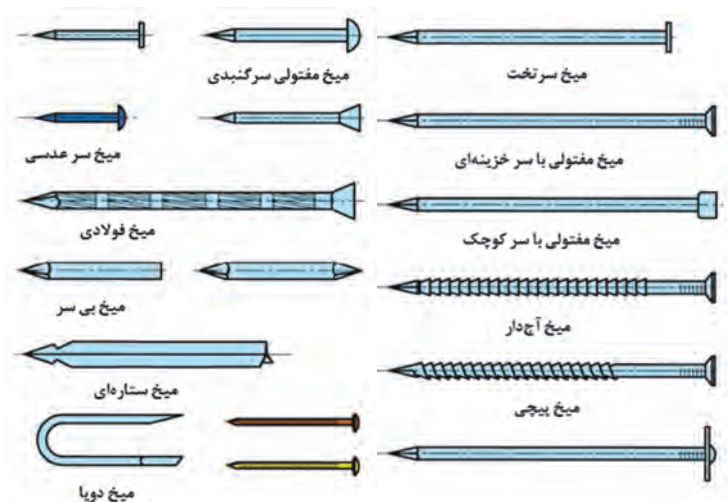 میخ سرتخت
میخ مفتولی سرگنبدی
میخ مفتولی با سر خزینه‌ای
میخ سر عدسی
میخ مفتولی با سر کوچک
میخ فولادی
میخ آج‌دار
میخ بی سر
میخ پیچی
میخ ستاره‌ای
میخ دوپا